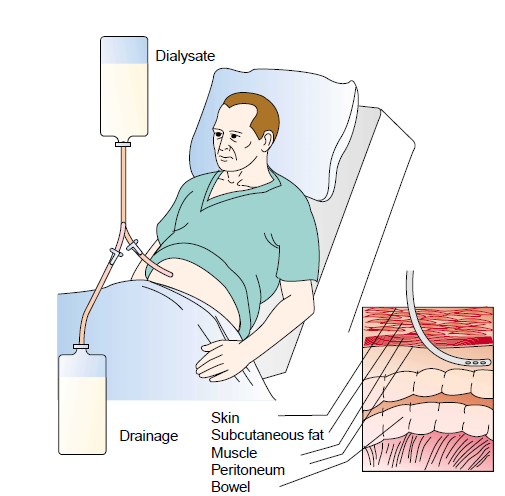 Dialysate
Drainage
Skin
Subcutaneous fat
Muscle
Peritoneum
Bowel